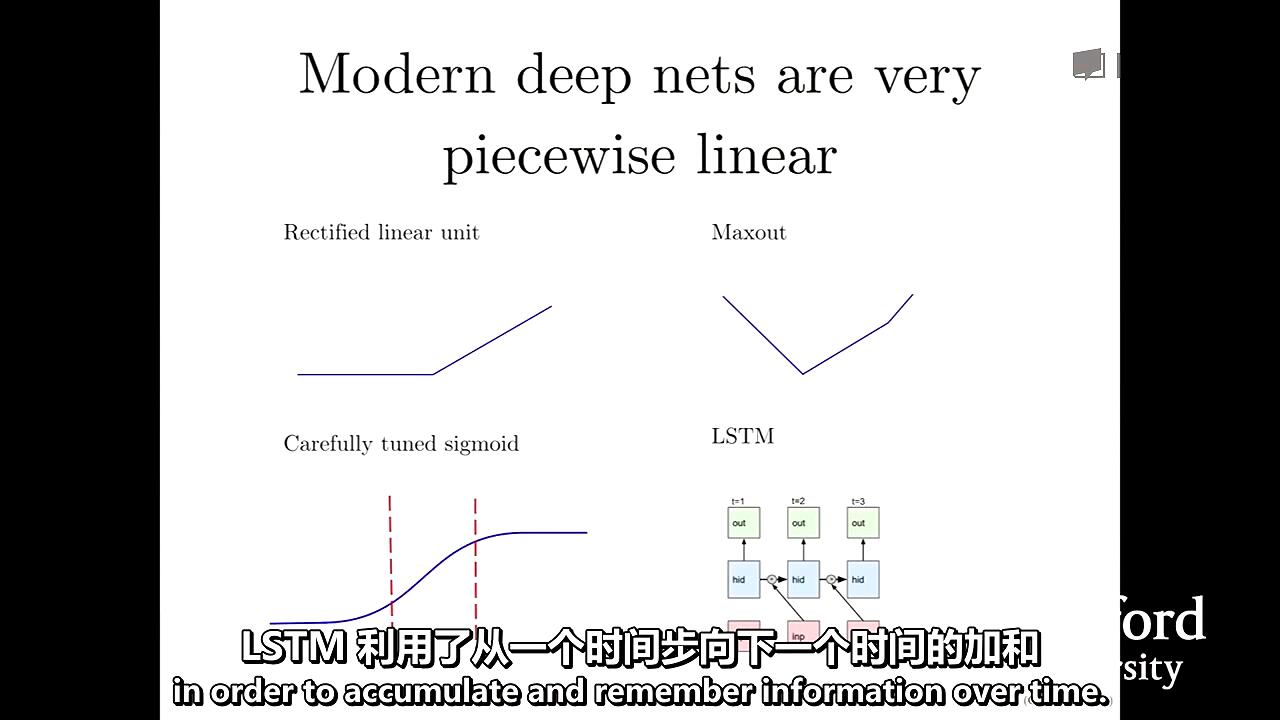 Modern deep nets are very
piecewise linear
Rectified linear unit
Maxout
Carefully tuned sigmoid
LSTM
t=1 t=2 t=3
out out out
hid + hid + hid
inp
ford
rsity
LSTM 利用了从一个时间步向下一个时间的加和
in order to accumulate and remember information over time.